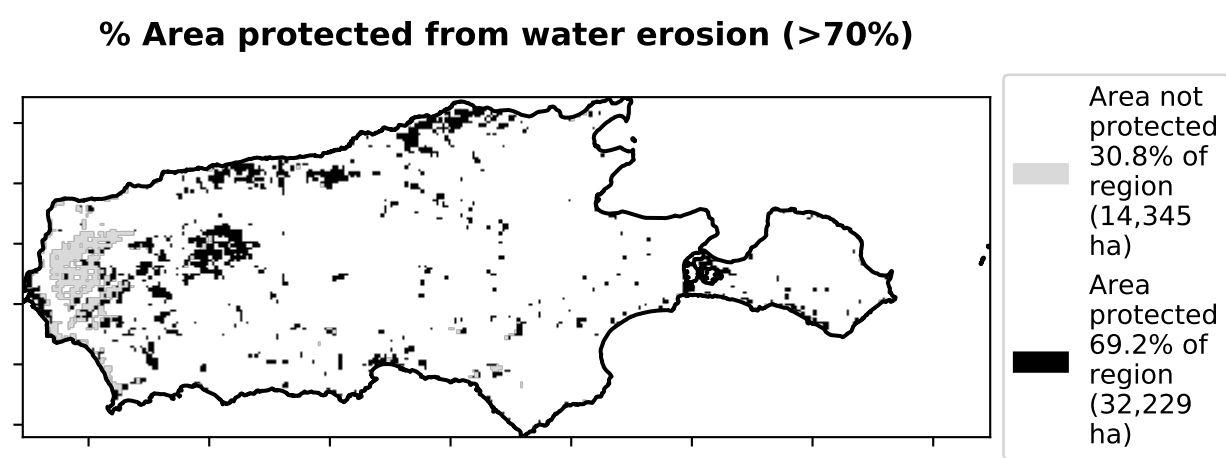 % Area protected from water erosion (>70%)
Area not
protected
30.8% of
region
(14,345
ha)
Area
protected
69.2% of
region
(32,229
ha)